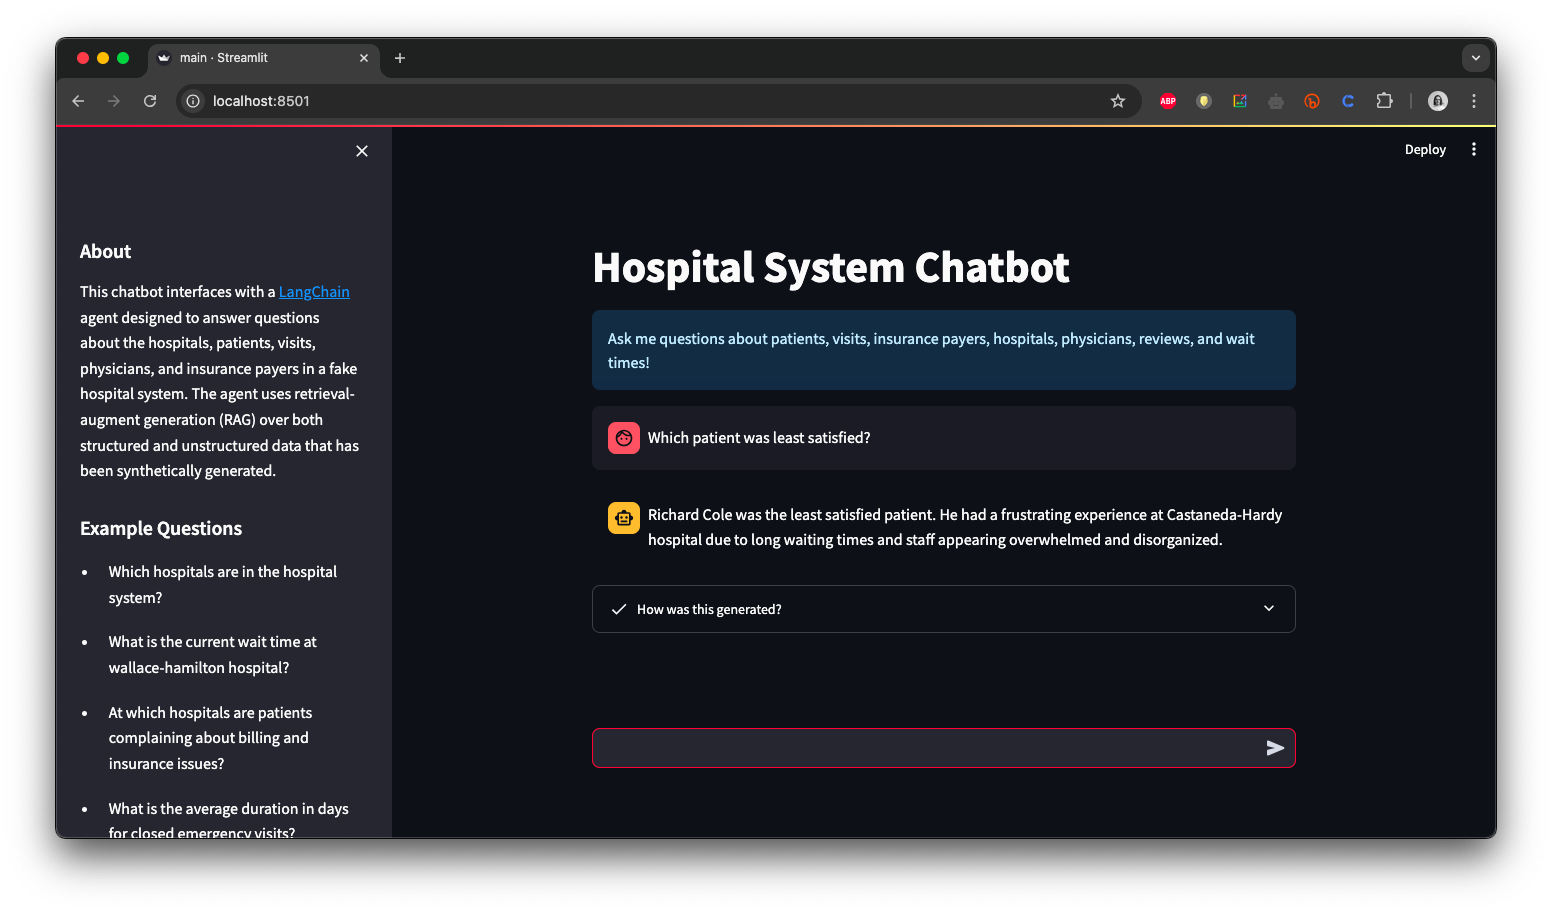 main · Streamlit
localhost:8501
ABP
Deploy
About
This chatbot interfaces with a LangChain
agent designed to answer questions
about the hospitals, patients, visits,
physicians, and insurance payers in a fake
hospital system. The agent uses retrieval-
augment generation (RAG) over both
structured and unstructured data that has
been synthetically generated.
Example Questions
• Which hospitals are in the hospital
system?
• What is the current wait time at
wallace-hamilton hospital?
• At which hospitals are patients
complaining about billing and
insurance issues?
• What is the average duration in days
for closed emergency visits?
Hospital System Chatbot
Ask me questions about patients, visits, insurance payers, hospitals, physicians, reviews, and wait
times!
Which patient was least satisfied?
Richard Cole was the least satisfied patient. He had a frustrating experience at Castaneda-Hardy
hospital due to long waiting times and staff appearing overwhelmed and disorganized.
How was this generated?